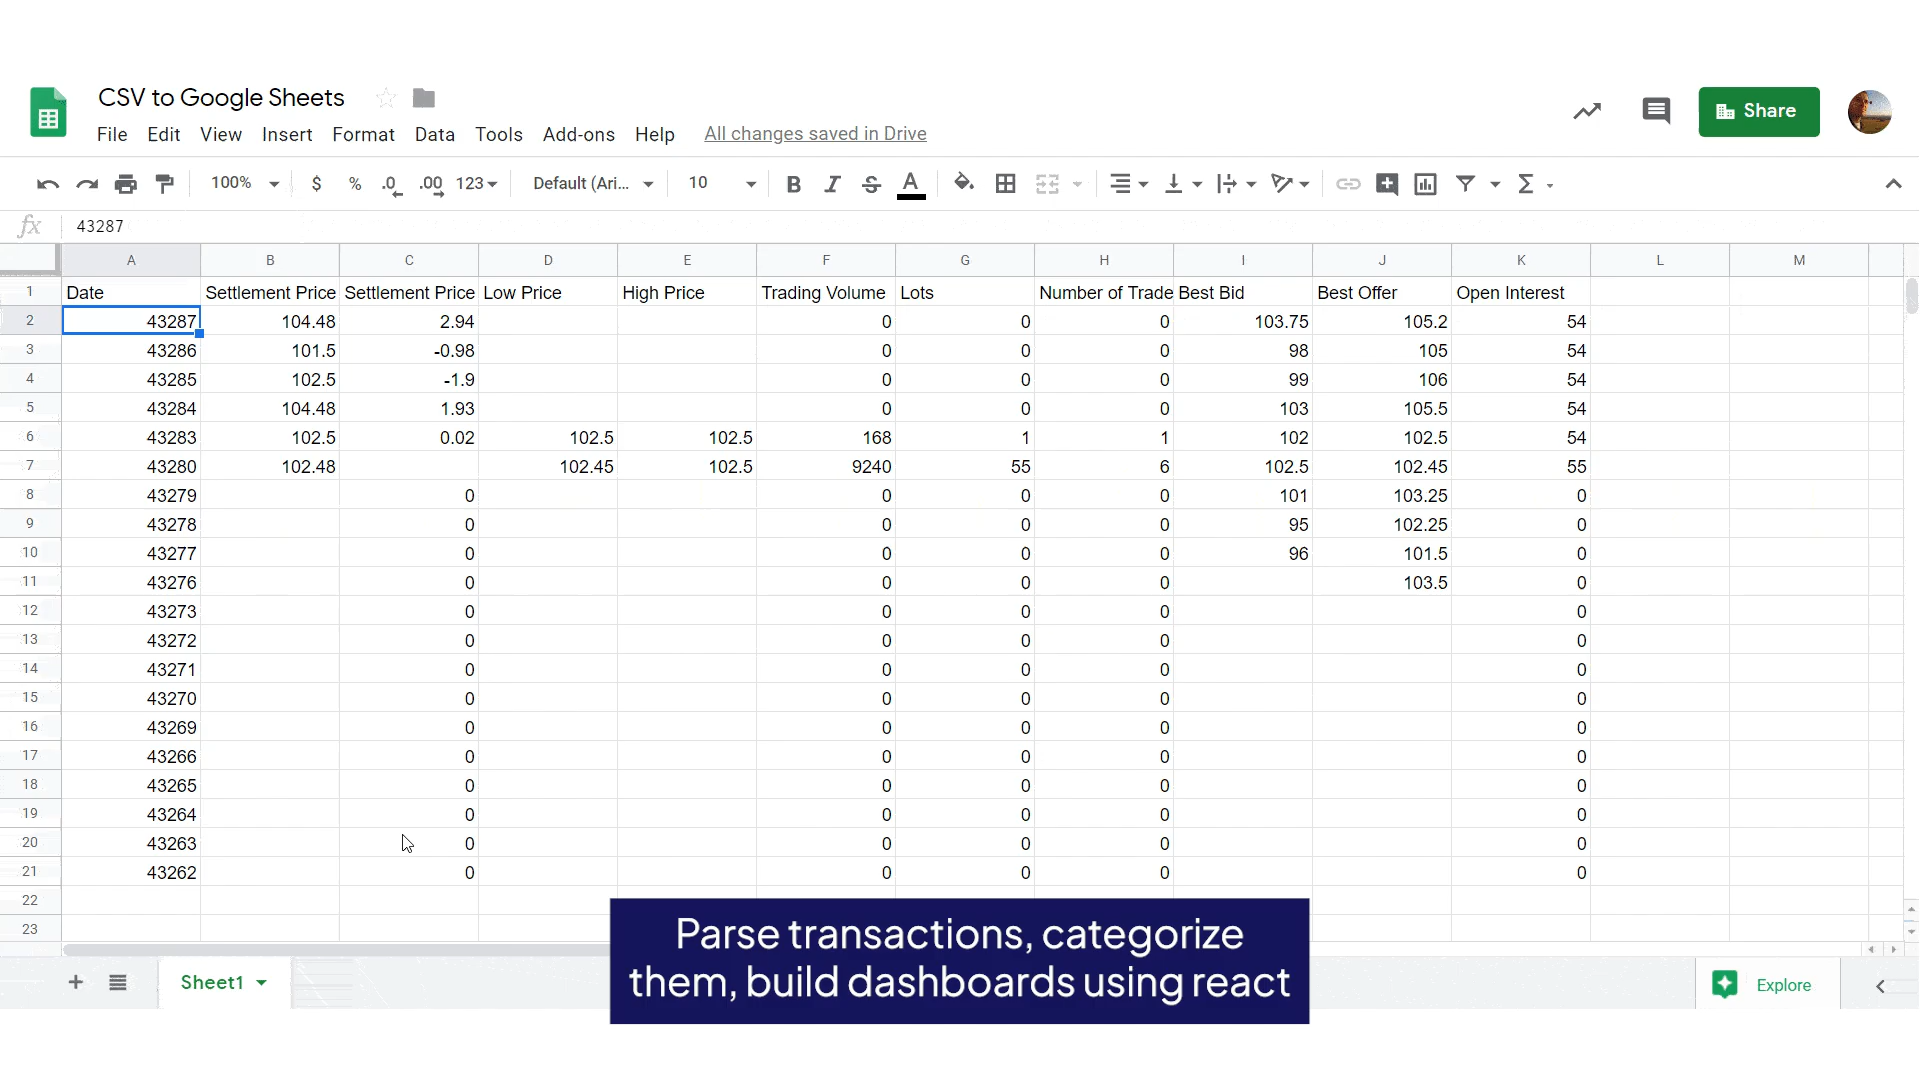 CSV to Google Sheets
File Edit View Insert Format Data Tools Add-ons Help All changes saved in Drive
Share
100% $ % .0 .00 123 Default (Ari... 10 B I S A Σ
fx 43287
A B C D E F G H I J K L M
1 Date Settlement Price Settlement Price Low Price High Price Trading Volume Lots Number of Trade Best Bid Best Offer Open Interest
2 43287 104.48 2.94 0 0 0 103.75 105.2 54
3 43286 101.5 -0.98 0 0 0 98 105 54
4 43285 102.5 -1.9 0 0 0 99 106 54
5 43284 104.48 1.93 0 0 0 103 105.5 54
6 43283 102.5 0.02 102.5 102.5 168 1 1 102 102.5 54
7 43280 102.48 102.45 102.5 9240 55 6 102.5 102.45 55
8 43279 0 0 0 0 101 103.25 0
9 43278 0 0 0 0 95 102.25 0
10 43277 0 0 0 0 96 101.5 0
11 43276 0 0 0 0 103.5 0
12 43273 0 0 0 0 0
13 43272 0 0 0 0 0
14 43271 0 0 0 0 0
15 43270 0 0 0 0 0
16 43269 0 0 0 0 0
17 43266 0 0 0 0 0
18 43265 0 0 0 0 0
19 43264 0 0 0 0 0
20 43263 0 0 0 0 0
21 43262 0 0 0 0 0
22
23
Parse transactions, categorize
them, build dashboards using react
Sheet1
Explore